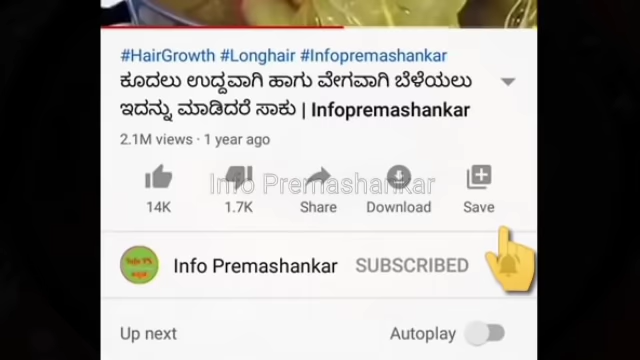 #HairGrowth #Longhair #Infopremashankar
ಕೂದಲು ಉದ್ದವಾಗಿ ಹಾಗು ವೇಗವಾಗಿ ಬೆಳೆಯಲು
ಇದನ್ನು ಮಾಡಿದರೆ ಸಾಕು | Infopremashankar
2.1M views · 1 year ago
Info Premashankar
14K 1.7K Share Download Save
Info Premashankar SUBSCRIBED
Up next Autoplay